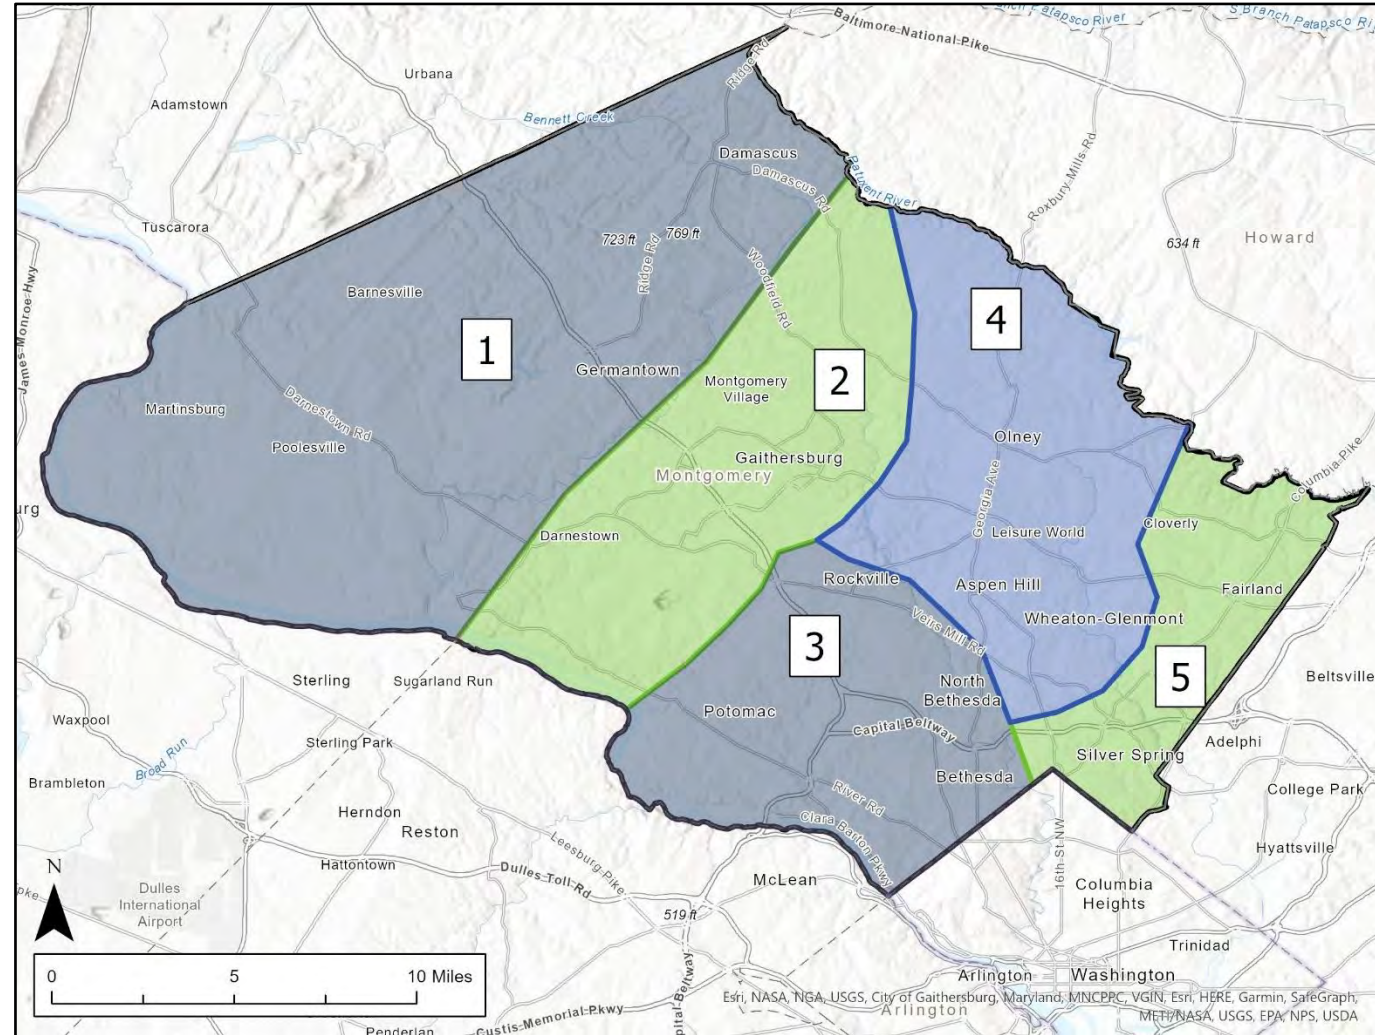 Patapsco River
S Branch Patapsco Ri
Baltimore National Pike
Ridge Rd
Urbana
Adamstown
Bennett Creek
Damascus
Damascus Rd
Patuxent River
Roxbury Mills Rd
Tuscarora
723 ft
769 ft
Ridge Rd
634 ft
Howard
James Monroe Hwy
Barnesville
Woodfield Rd
1
4
2
Germantown
Montgomery
Village
Martinsburg
Darnestown Rd
Poolesville
Olney
Gaithersburg
Montgomery
Georgia Ave
Columbia Pike
urg
Darnestown
Leisure World
Cloverly
Rockville
Aspen Hill
Fairland
Veirs Mill Rd
Wheaton-Glenmont
3
5
Sterling
Sugarland Run
North
Bethesda
Beltsville
Potomac
Waxpool
Sterling Park
Capital Beltway
Adelphi
Broad Run
Silver Spring
Brambleton
Bethesda
College Park
River Rd
Herndon
Clara Barton Pkwy
Reston
Leesburg Pike
16th St NW
Hyattsville
N
Hattontown
Dulles Toll Rd
McLean
Columbia
Heights
pike
Dulles
International
Airport
519 ft
Trinidad
0 5 10 Miles
Capital Beltway
Arlington
Washington
Esri, NASA, NGA, USGS, City of Gaithersburg, Maryland, MNCPPC, VGIN, Esri, HERE, Garmin, SafeGraph,
METI/NASA, USGS, EPA, NPS, USDA
Arlington
Custis Memorial Pkwy
Penderlan